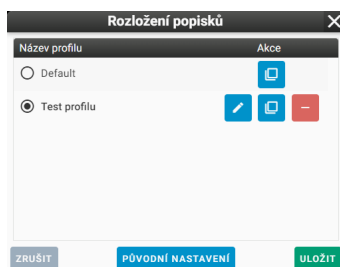 Rozložení popisků
Název profilu Akce
Default
Test profilu
ZRUŠIT PŮVODNÍ NASTAVENÍ ULOŽIT